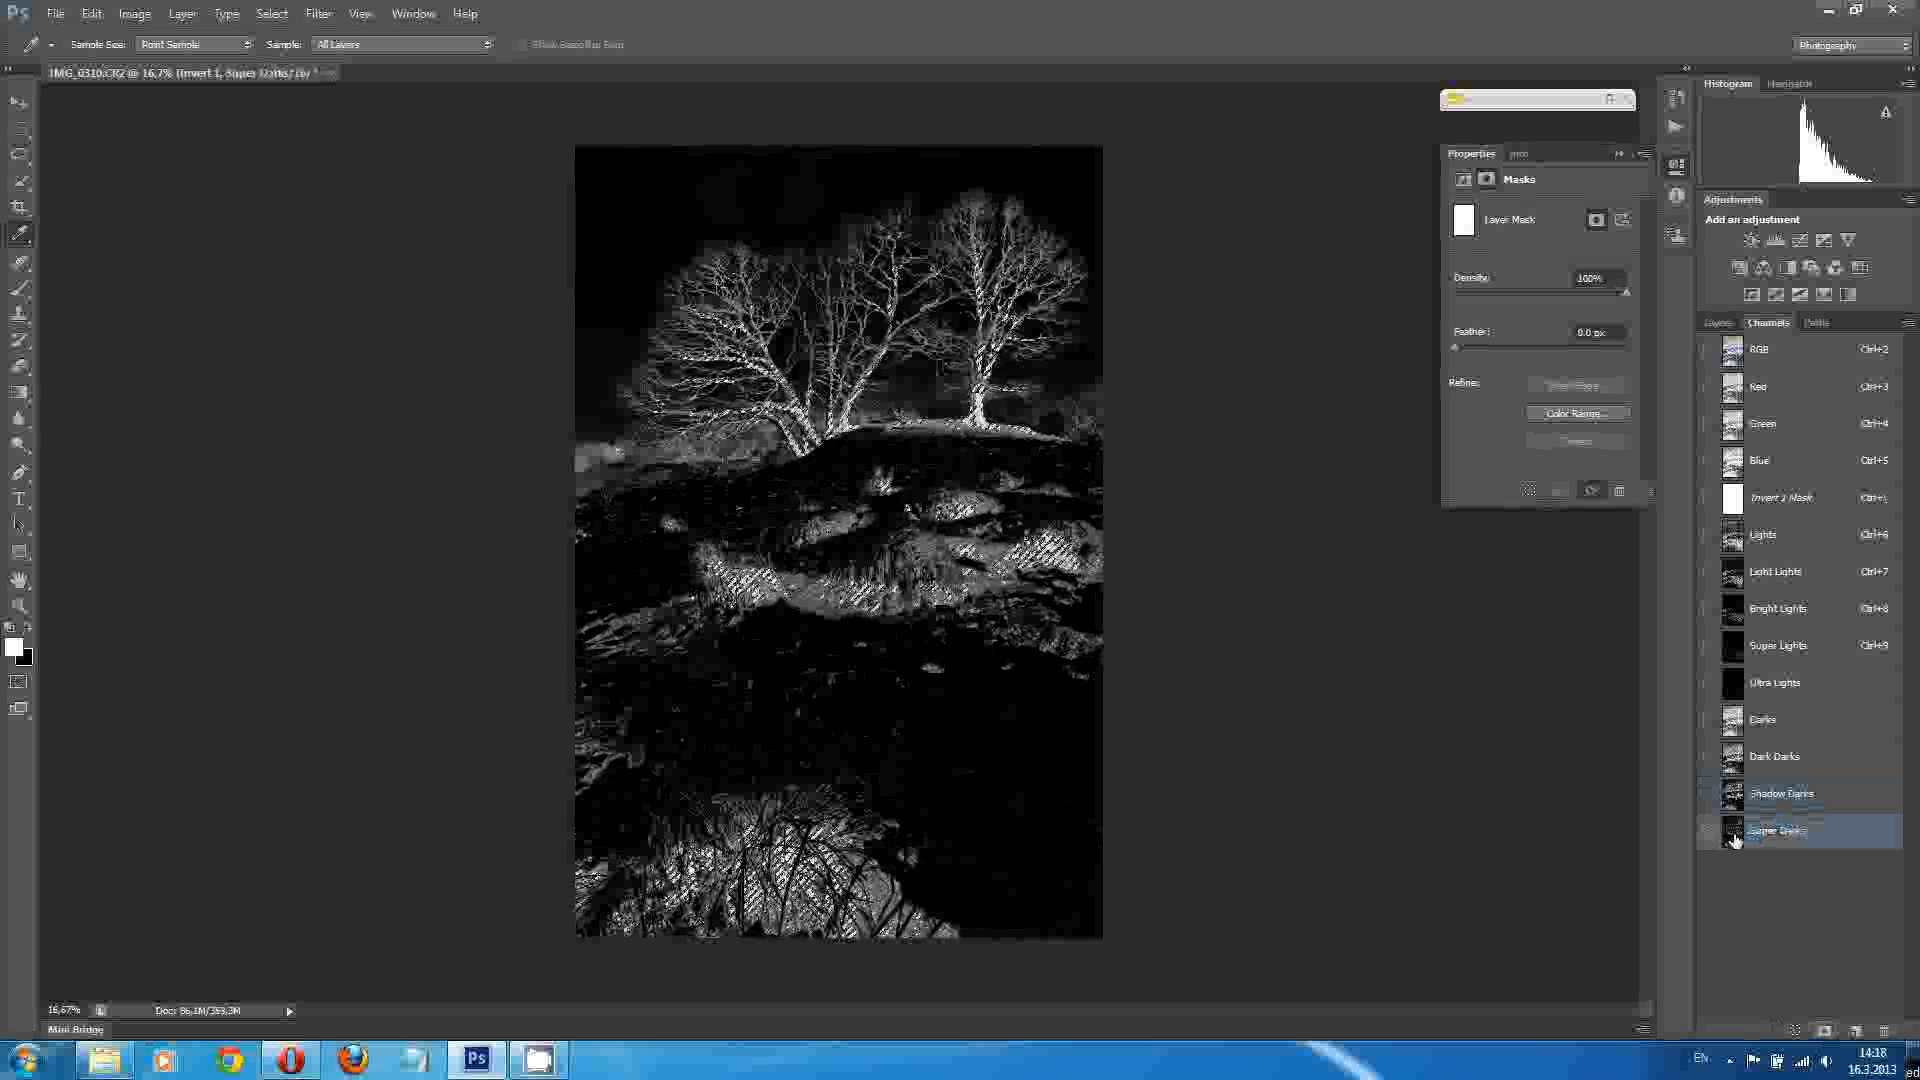 Ps File Edit Image Layer Type Select Filter View Window Help
Sample Size: Point Sample Sample: All Layers
Photography
IMG_0310.CR2 @ 16,7% (Invert 1, Super Darks/16) *
Histogram Navigator
Properties Info
Masks
Layer Mask
Density: 100%
Feather: 0.0 px
Refine:
Color Range...
Adjustments
Add an adjustment
Layers Channels Paths
RGB Ctrl+2
Red Ctrl+3
Green Ctrl+4
Blue Ctrl+5
Invert 1 Mask Ctrl+\
Lights Ctrl+6
Light Lights Ctrl+7
Bright Lights Ctrl+8
Super Lights Ctrl+9
Ultra Lights
Darks
Dark Darks
Shadow Darks
Super Darks
16,67% Doc: 86,1M/353,3M
Mini Bridge
Ps
EN
14:18
16.3.2013